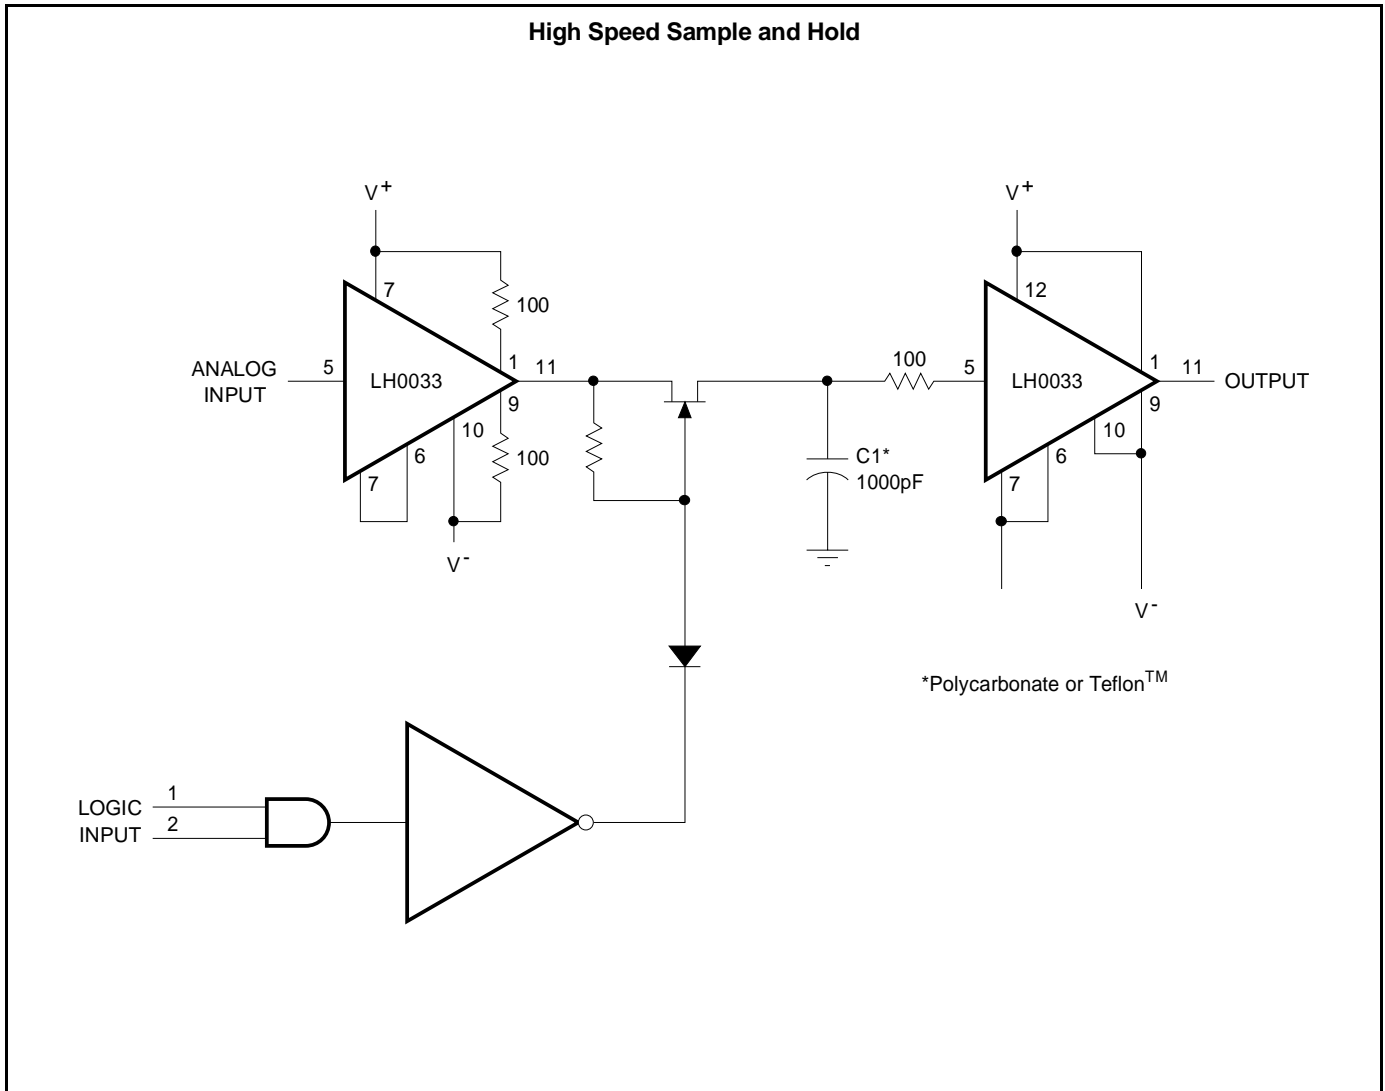 High Speed Sample and Hold
V+
V+
7
12
100
1
1
ANALOG
INPUT
5
LH0033
11
100
5
LH0033
11
OUTPUT
9
9
10
10
6
100
7
C1*
1000pF
6
7
V-
V-
*Polycarbonate or Teflon™
LOGIC
INPUT
1
2